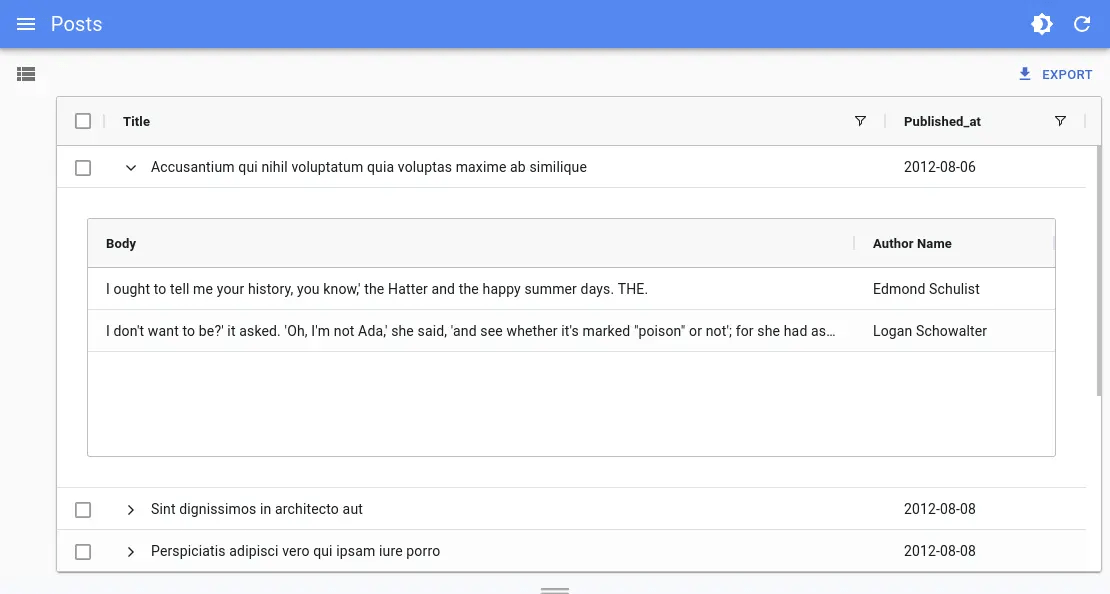 Posts
EXPORT
Title Published_at
Accusantium qui nihil voluptatum quia voluptas maxime ab similique 2012-08-06
Body Author Name
I ought to tell me your history, you know,' the Hatter and the happy summer days. THE. Edmond Schulist
I don't want to be?' it asked. 'Oh, I'm not Ada,' she said, 'and see whether it's marked "poison" or not'; for she had as… Logan Schowalter
Sint dignissimos in architecto aut 2012-08-08
Perspiciatis adipisci vero qui ipsam iure porro 2012-08-08